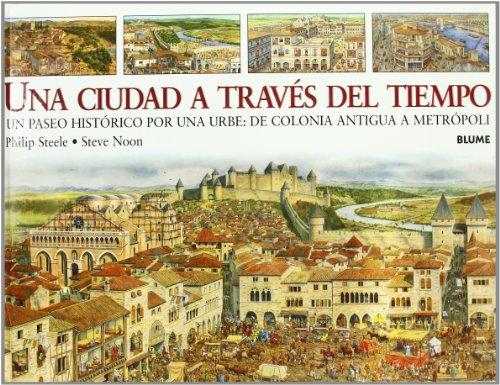 UNA CIUDAD A TRAVÉS DEL TIEMPO
UN PASEO HISTÓRICO POR UNA URBE: DE COLONIA ANTIGUA A METRÓPOLI
Philip Steele • Steve Noon
BLUME